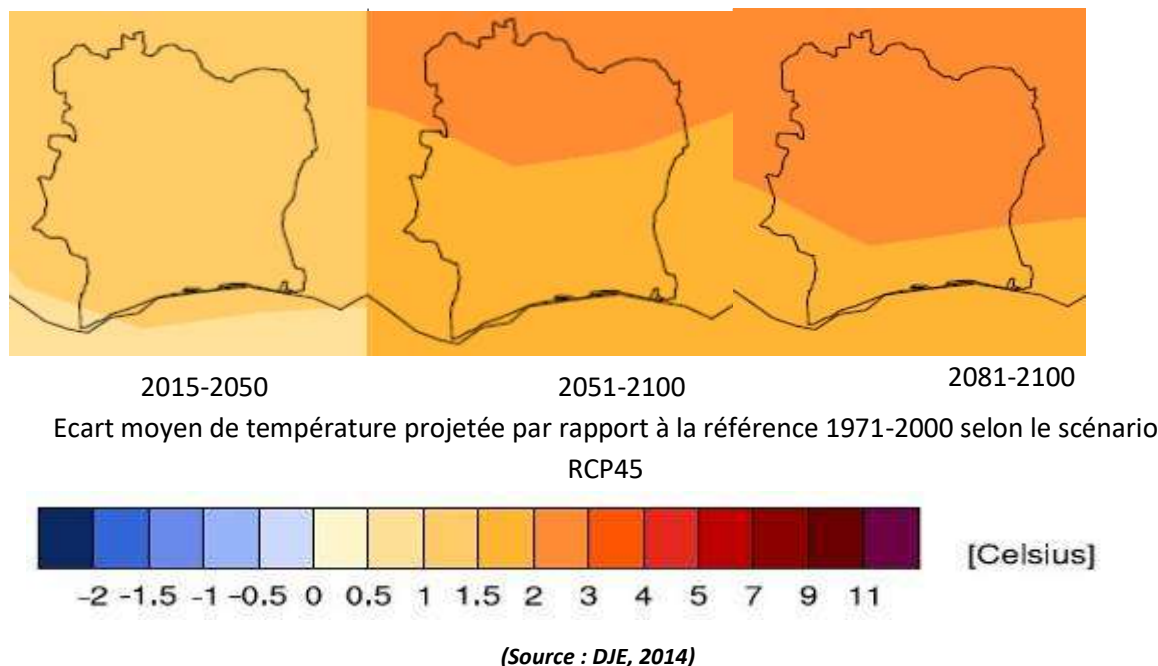 2015-2050 2051-2100 2081-2100
Ecart moyen de température projetée par rapport à la référence 1971-2000 selon le scénario
RCP45
[Celsius]
-2 -1.5 -1 -0.5 0 0.5 1 1.5 2 3 4 5 7 9 11
(Source : DJE, 2014)